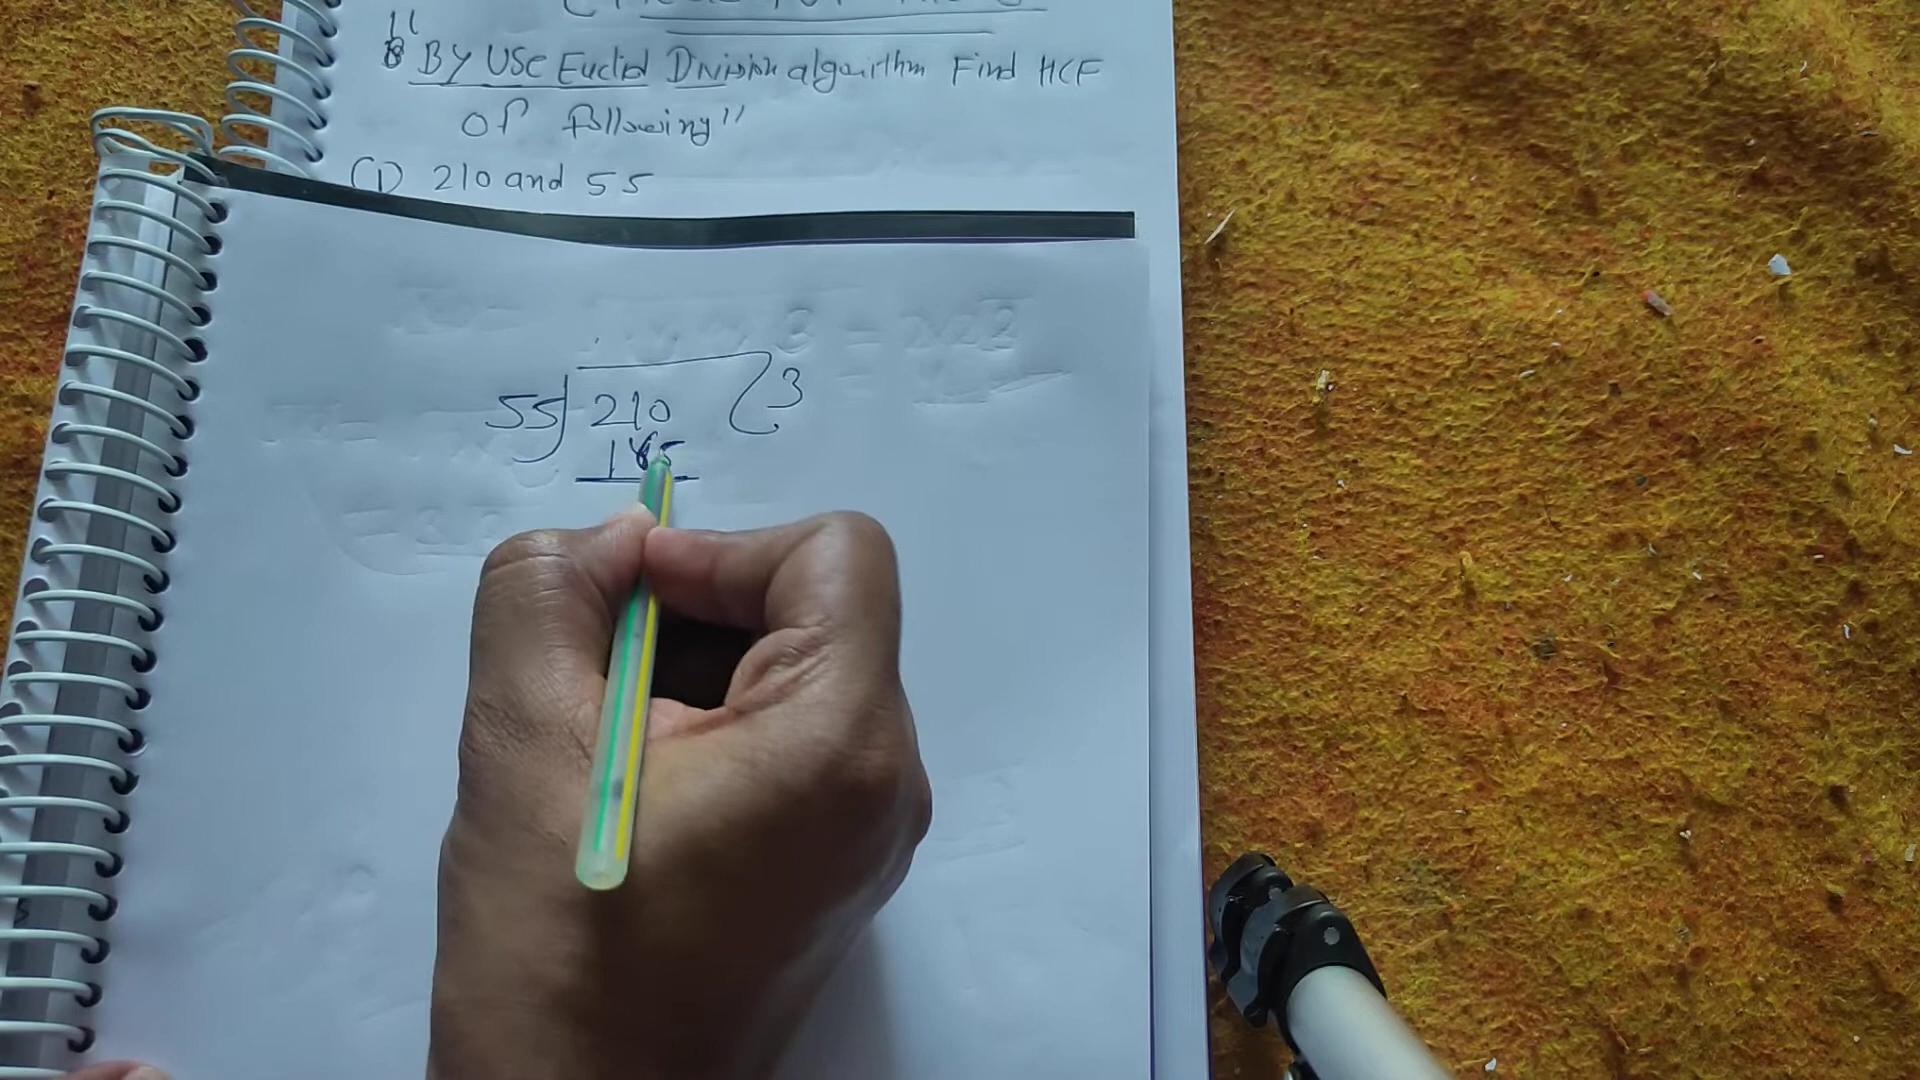 "
By USE Euclid Division algorithm Find HCF
of following"
(1) 210 and 55
55 210 3
165